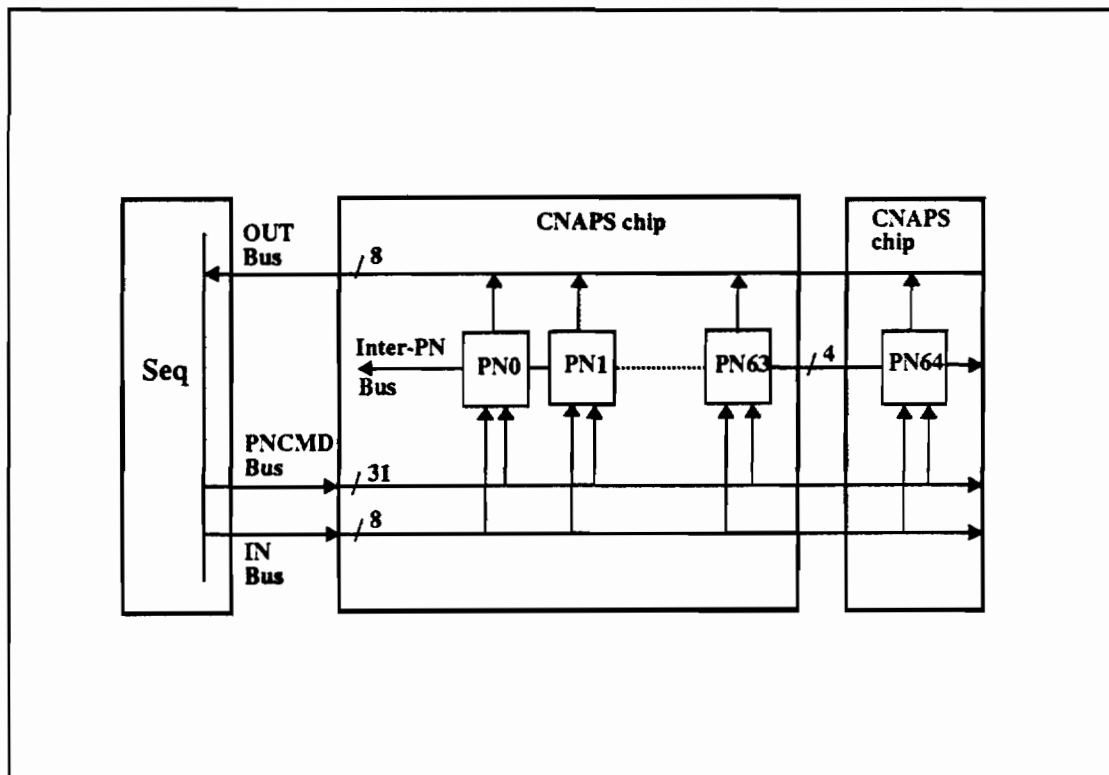 CNAPS chip
CNAPS
chip
OUT
Bus
8
Inter-PN
Bus
PN0
PN1
PN63
4
PN64
Seq
PNCMD
Bus
31
8
IN
Bus